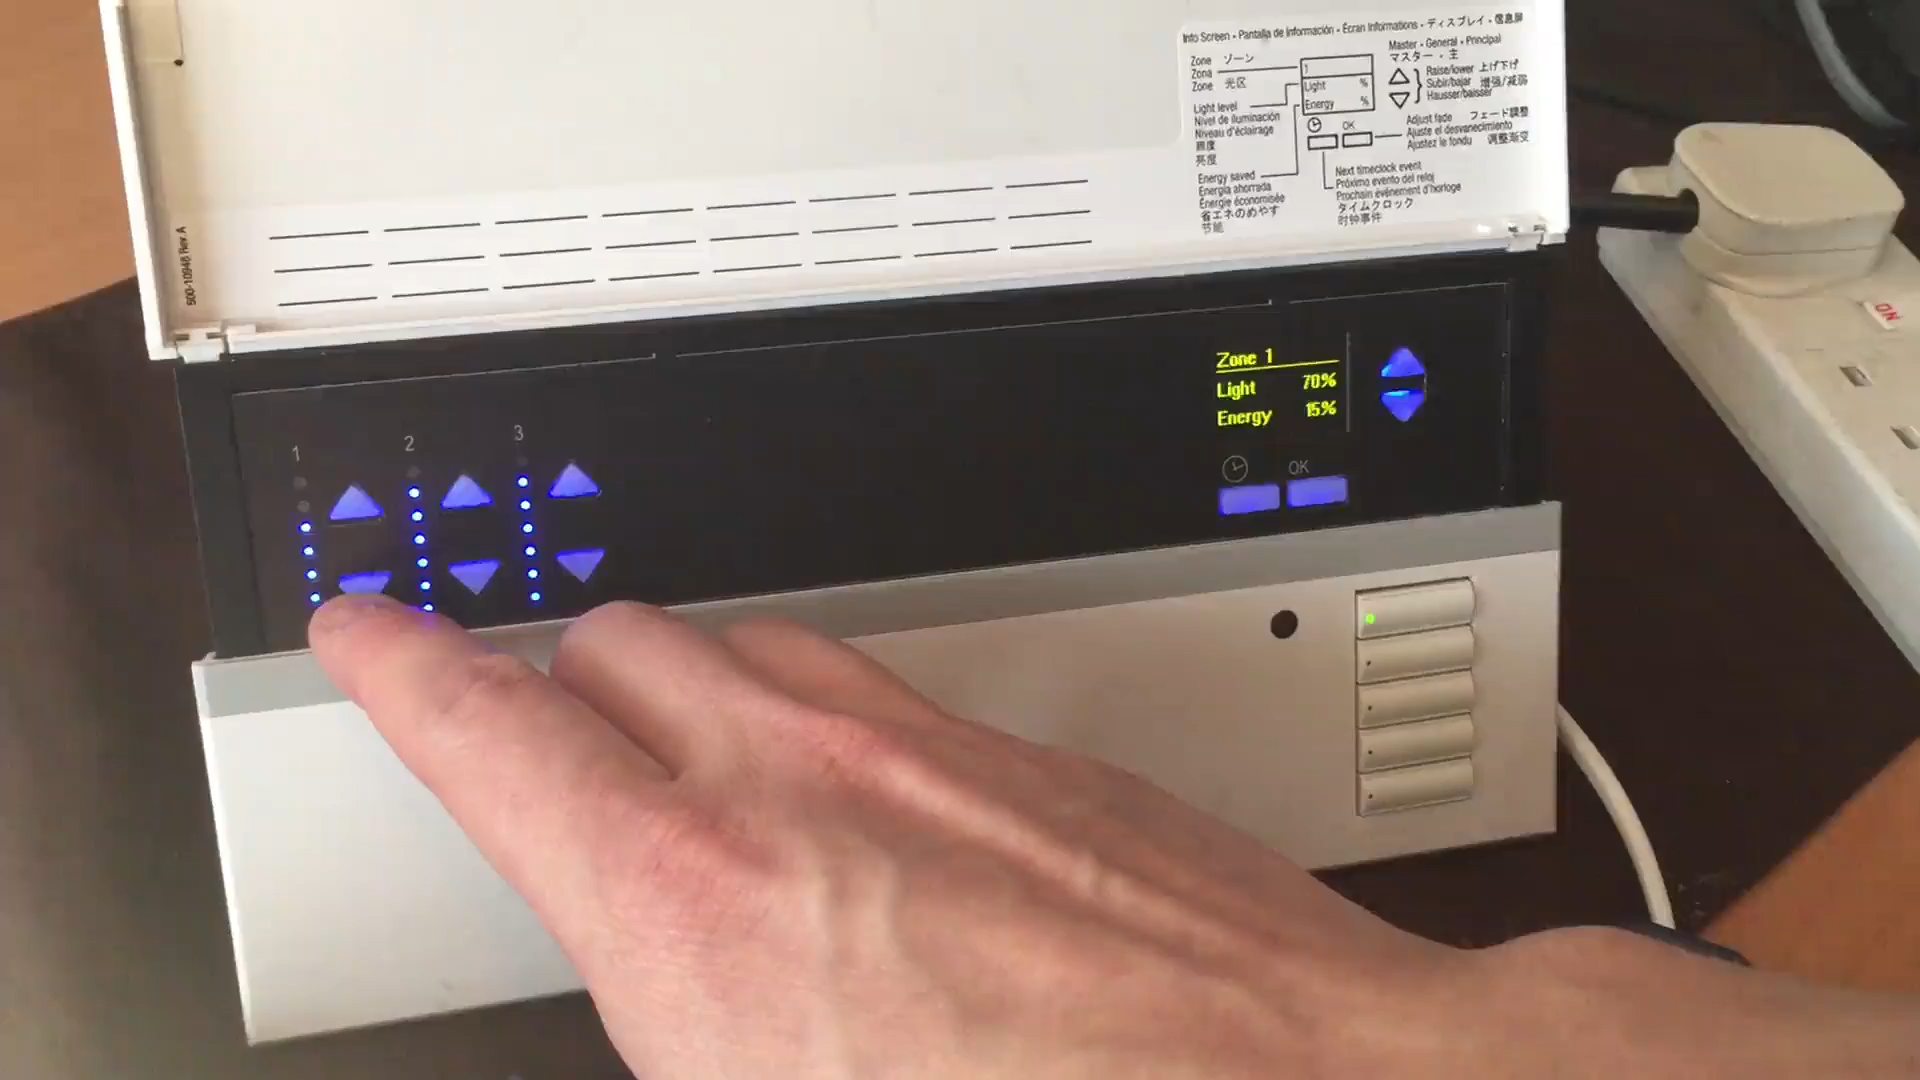 Info Screen • Pantalla de Información • Écran Informations • ディスプレイ • 信息屏
Zone ゾーン
Zona
Zone 光区
Light level
Nivel de iluminación
Niveau d'éclairage
照度
亮度
Energy saved
Energía ahorrada
Énergie économisée
省エネのめやす
节能
1
Light %
Energy %
OK
Master • General • Principal
マスター • 主
Raise/lower 上げ下げ
Subir/bajar 增强/减弱
Hausser/baisser
Adjust fade フェード調整
Ajuste el desvanecimiento
Ajustez le fondu 调整渐变
Next timeclock event
Próximo evento del reloj
Prochain événement d'horloge
タイムクロック
时钟事件
500-10946 Rev A
ON
Zone 1
Light 70%
Energy 15%
OK
1
2
3